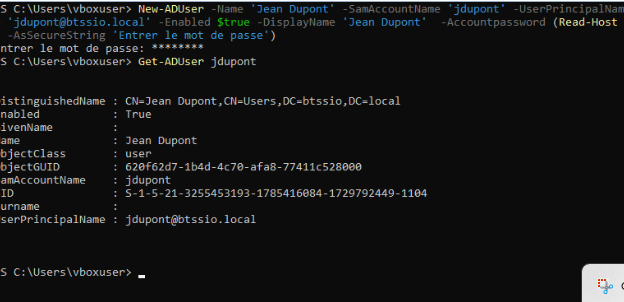 S C:\Users\vboxuser> New-ADUser -Name 'Jean Dupont' -SamAccountName 'jdupont' -UserPrincipalNam
'jdupont@btssio.local' -Enabled $true -DisplayName 'Jean Dupont' -Accountpassword (Read-Host
-AsSecureString 'Entrer le mot de passe')
ntrer le mot de passe: ********
S C:\Users\vboxuser> Get-ADUser jdupont
istinguishedName : CN=Jean Dupont,CN=Users,DC=btssio,DC=local
nabled : True
ivenName :
ame : Jean Dupont
bjectClass : user
bjectGUID : 620f62d7-1b4d-4c70-afa8-77411c528000
amAccountName : jdupont
ID : S-1-5-21-3255453193-1785416084-1729792449-1104
urname :
serPrincipalName : jdupont@btssio.local
S C:\Users\vboxuser> _